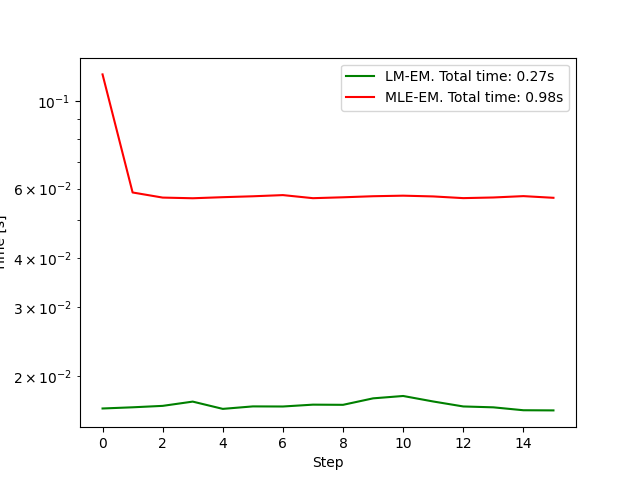 LM-EM. Total time: 0.27s
MLE-EM. Total time: 0.98s
10⁻¹
6 × 10⁻²
4 × 10⁻²
3 × 10⁻²
2 × 10⁻²
0 2 4 6 8 10 12 14
Step
[s]